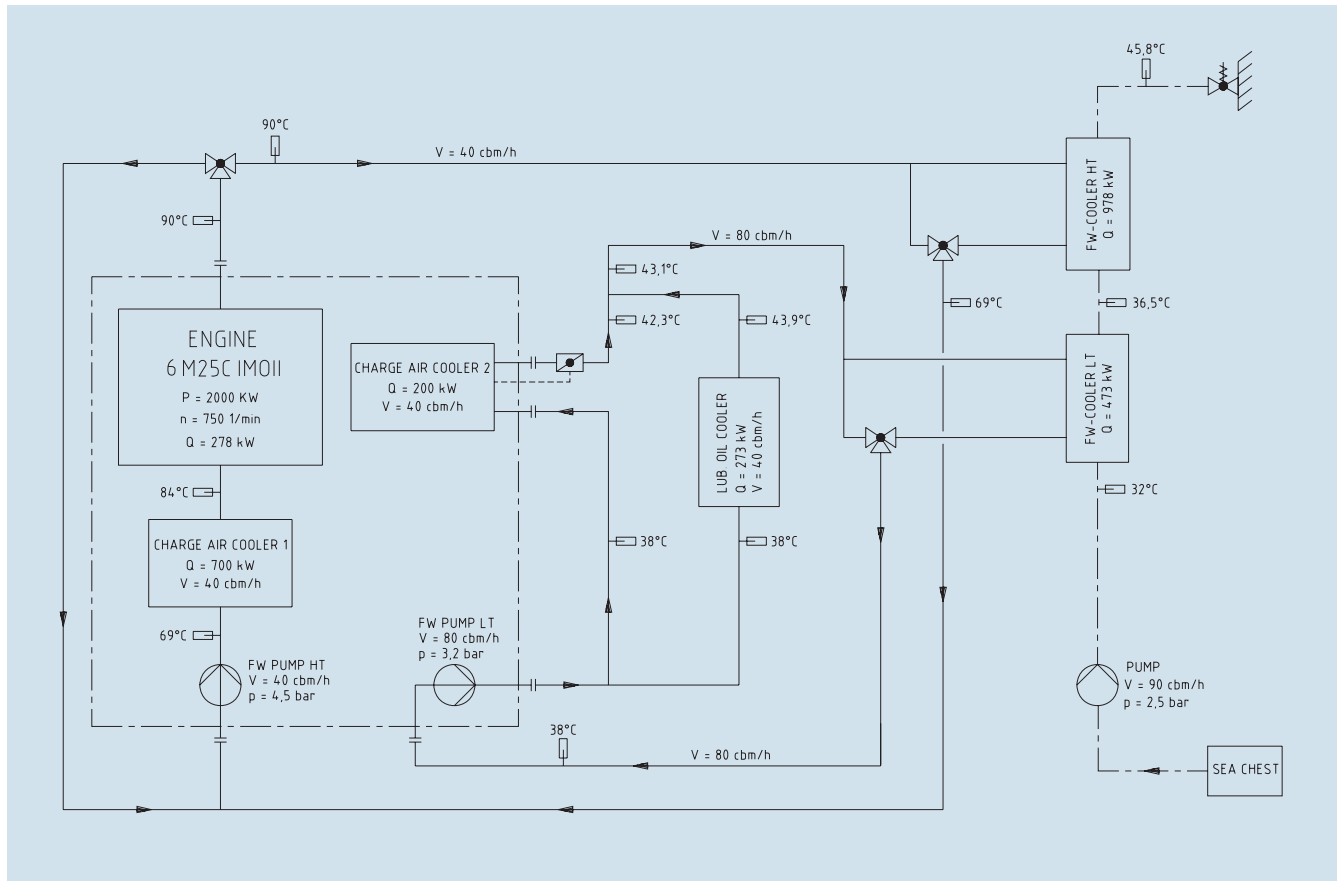 45,8°C
90°C
V = 40 cbm/h
FW-COOLER HT
Q = 978 kW
90°C
V = 80 cbm/h
43,1°C
69°C
36,5°C
42,3°C
43,9°C
ENGINE
6 M25C IMOII
P = 2000 KW
n = 750 1/min
Q = 278 kW
CHARGE AIR COOLER 2
Q = 200 kW
V = 40 cbm/h
LUB OIL COOLER
Q = 273 kW
V = 40 cbm/h
FW-COOLER LT
Q = 473 kW
84°C
32°C
CHARGE AIR COOLER 1
Q = 700 kW
V = 40 cbm/h
38°C
38°C
69°C
FW PUMP HT
V = 40 cbm/h
p = 4,5 bar
FW PUMP LT
V = 80 cbm/h
p = 3,2 bar
PUMP
V = 90 cbm/h
p = 2,5 bar
38°C
V = 80 cbm/h
SEA CHEST